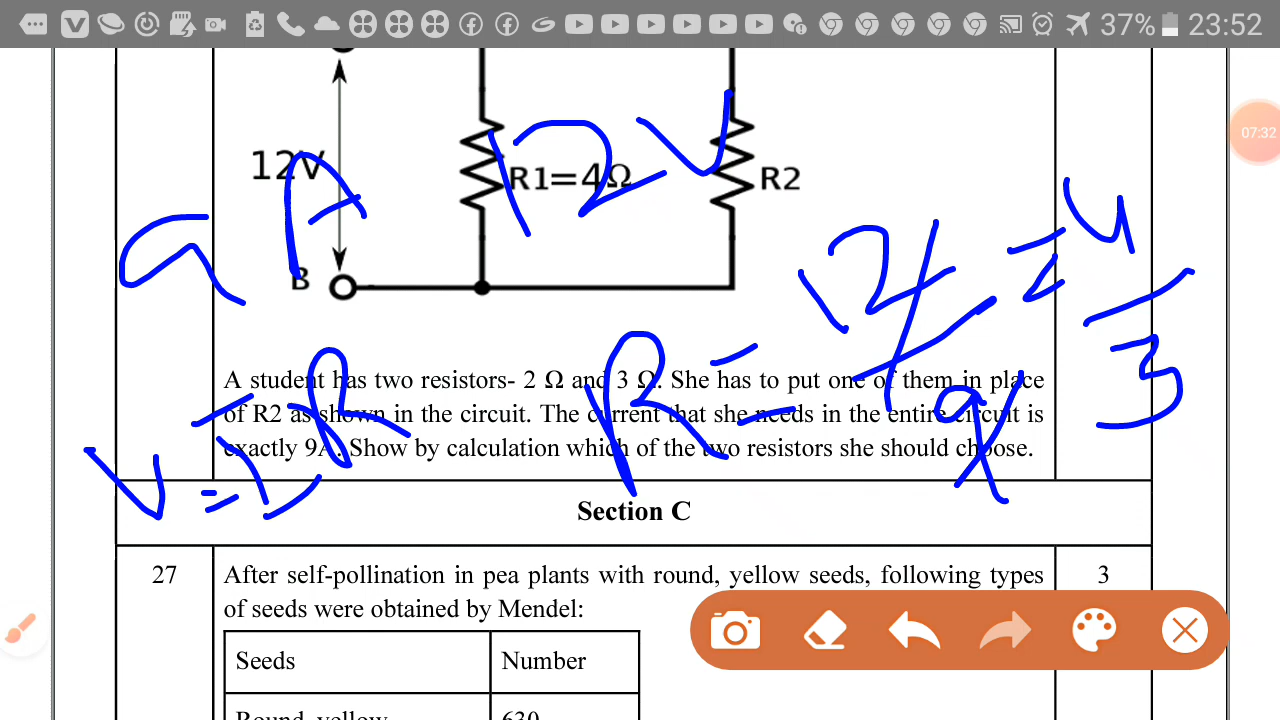 37% 23:52
07:32
12V
12V
R1=4Ω
R2
9A
B
12/9 = 4/3
R =
V = IR
A student has two resistors- 2 Ω and 3 Ω. She has to put one of them in place
of R2 as shown in the circuit. The current that she needs in the entire circuit is
exactly 9A. Show by calculation which of the two resistors she should choose.
Section C
27
After self-pollination in pea plants with round, yellow seeds, following types
3
of seeds were obtained by Mendel:
Seeds
Number
Round, yellow
630